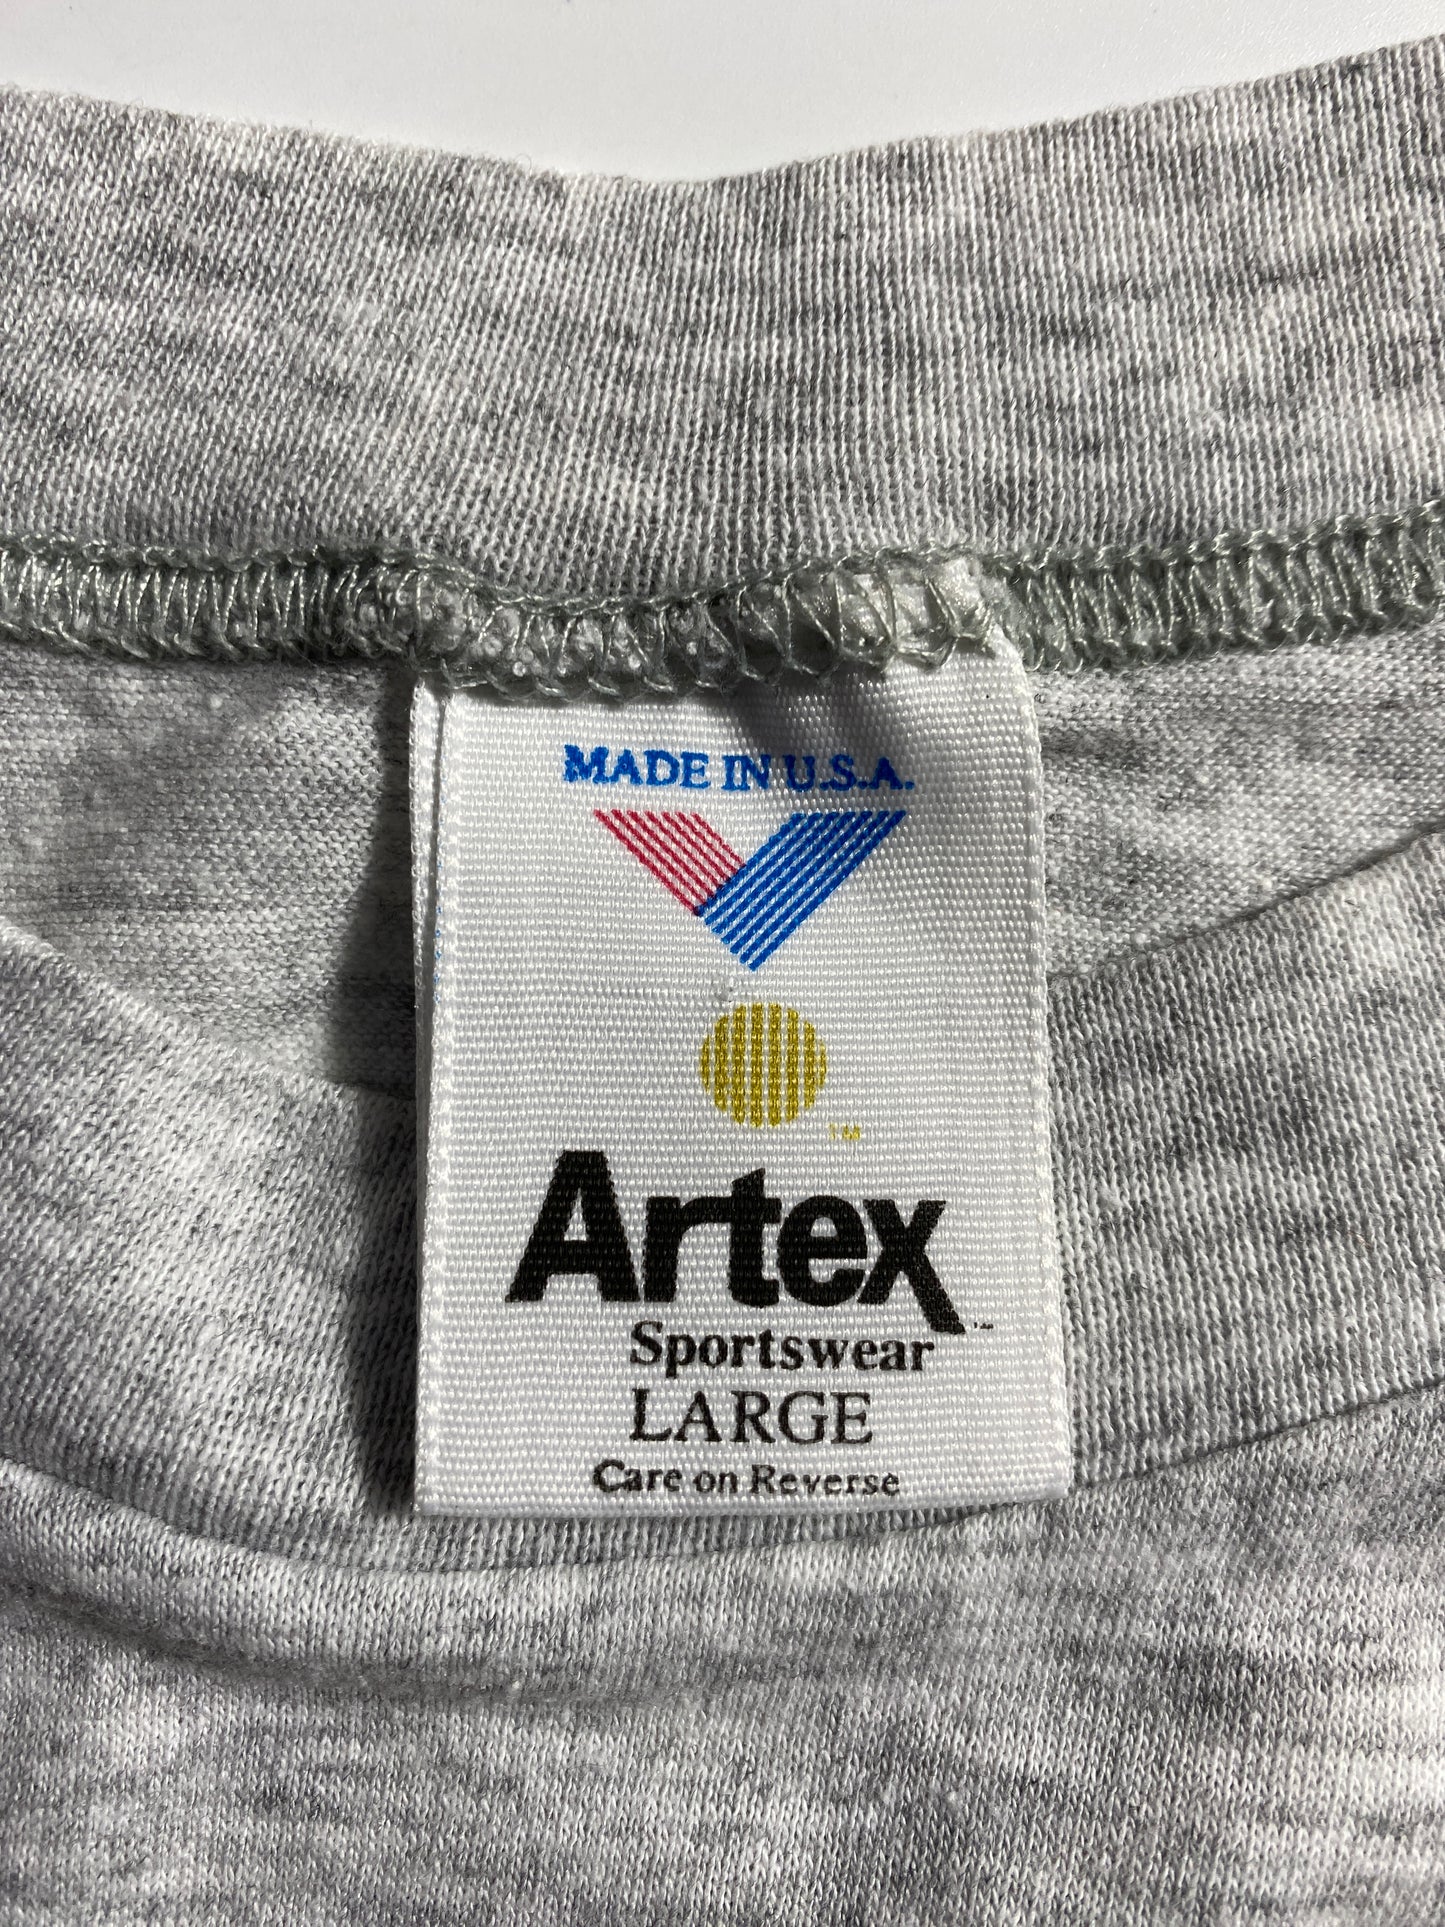 MADE IN U.S.A.
TM
Artex
Sportswear
LARGE
Care on Reverse